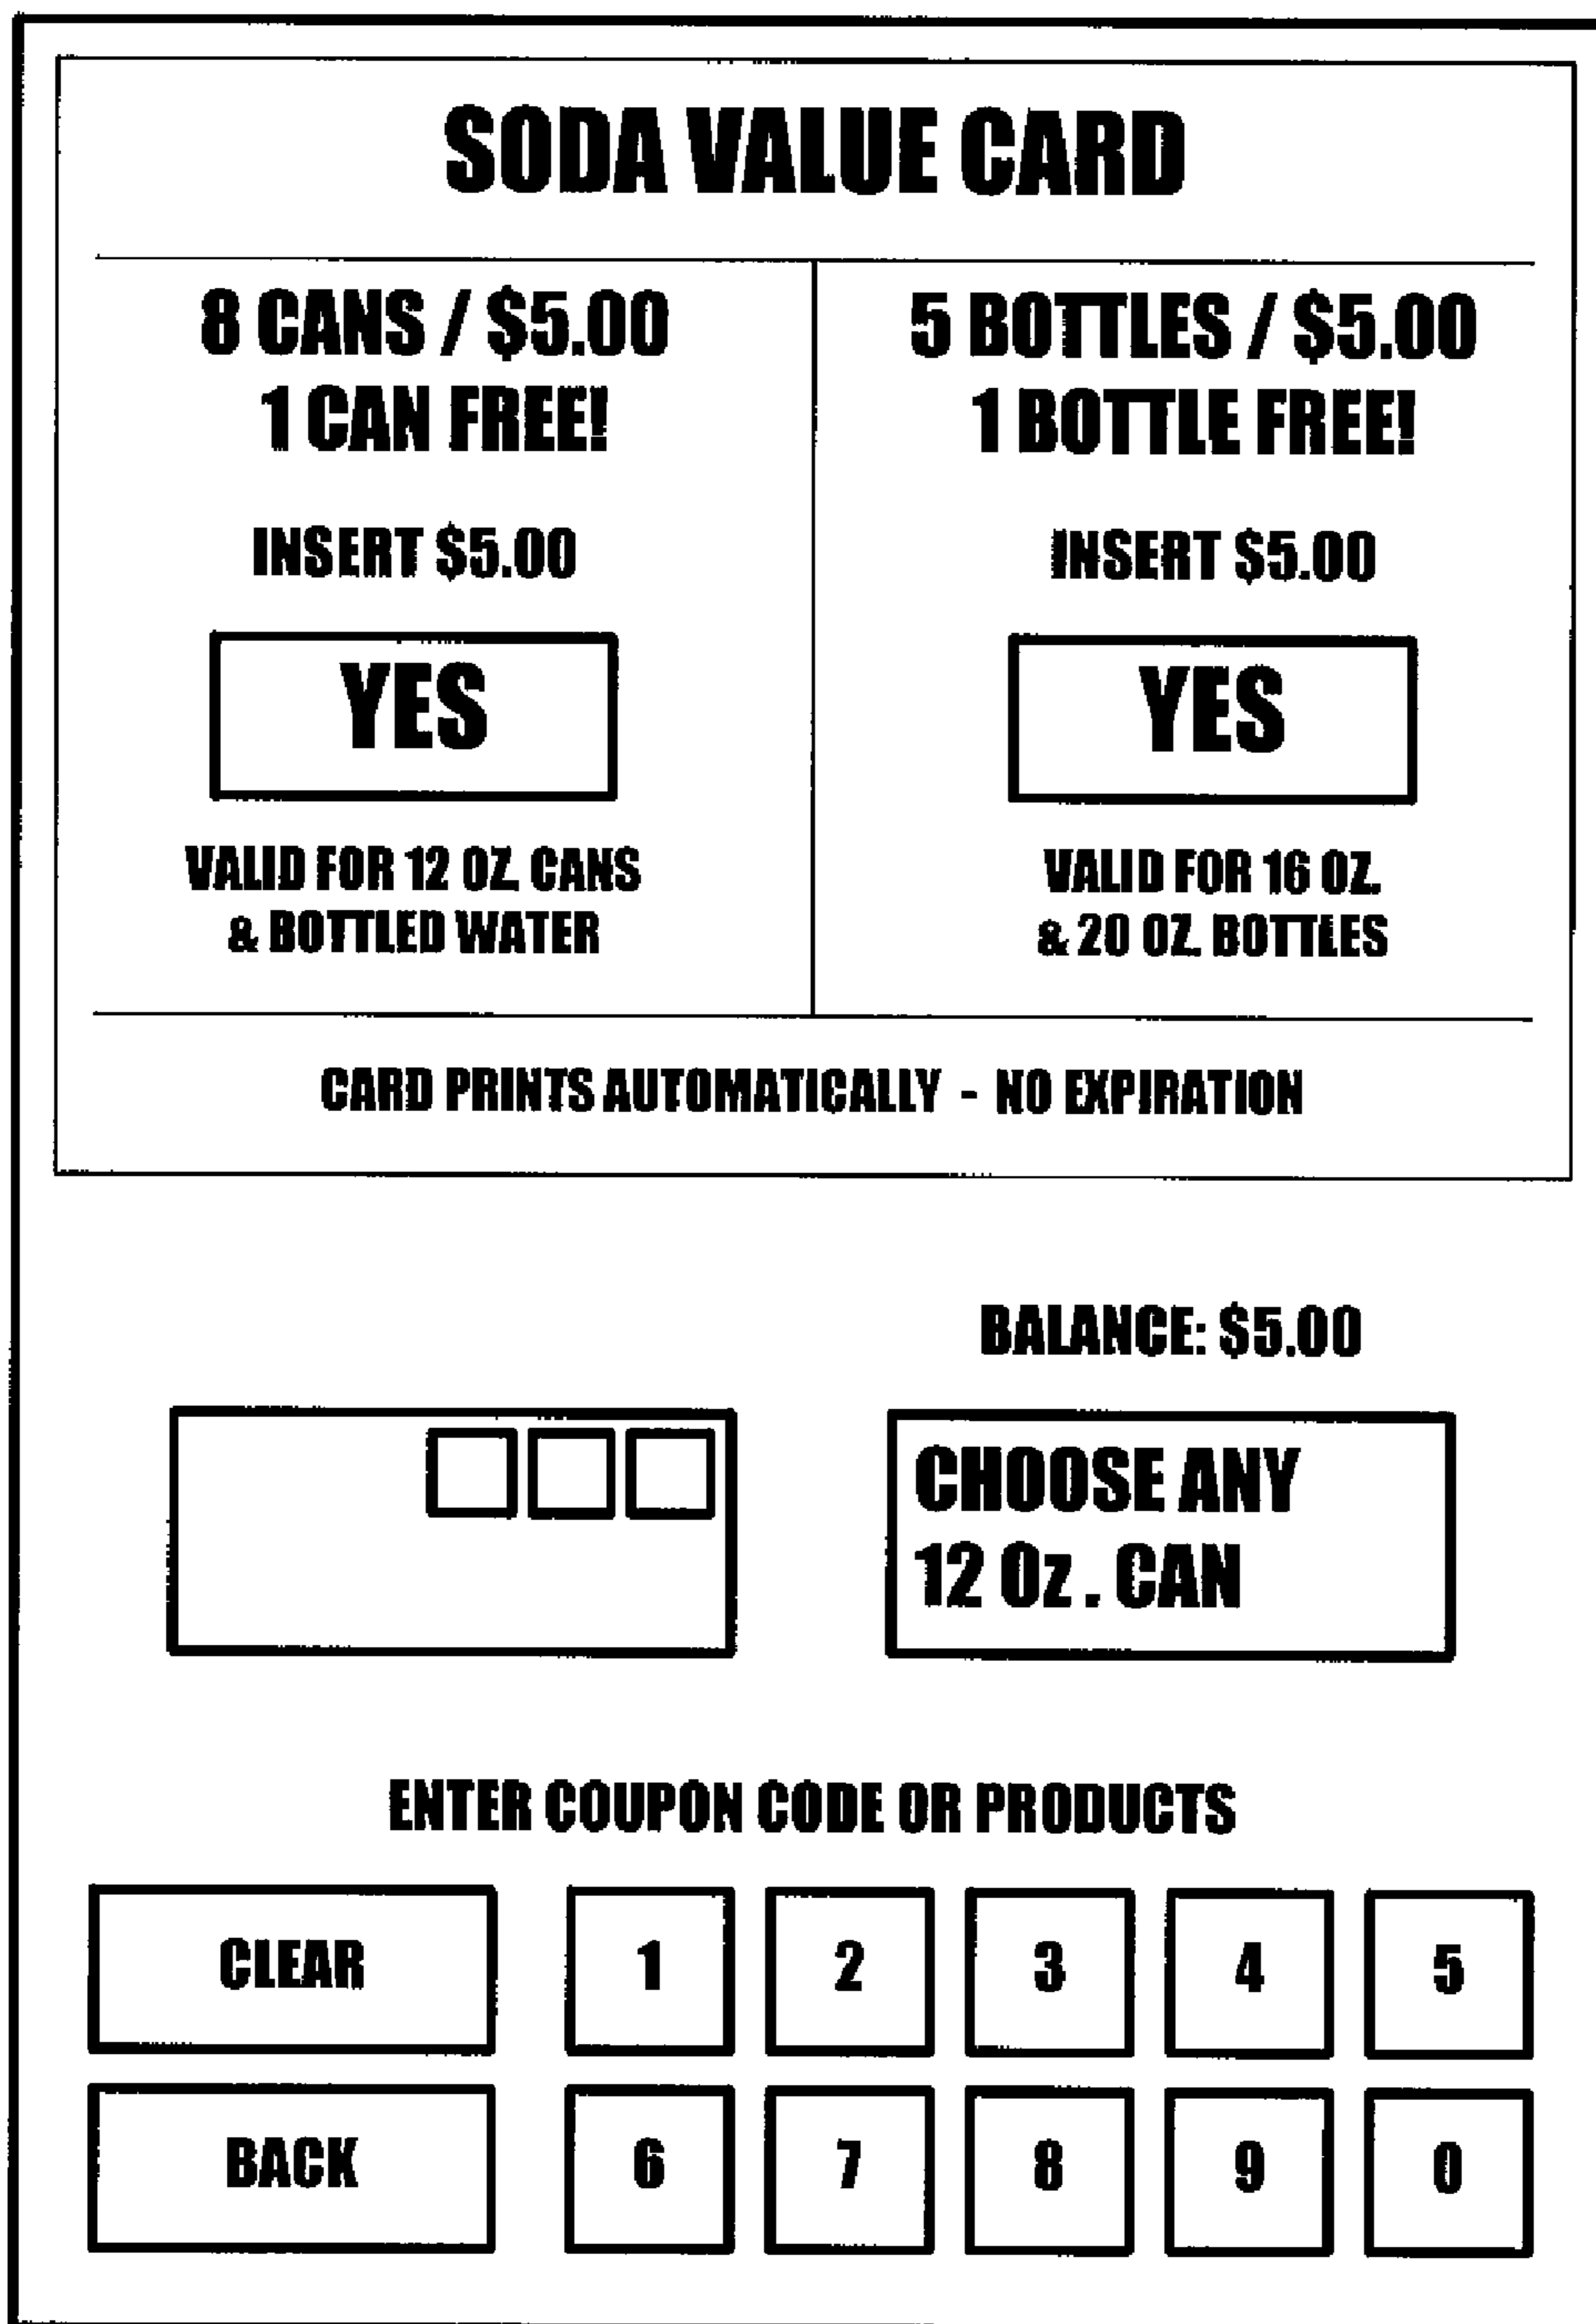 SODA VALUE CARD
8 CANS / $5.00
1 CAN FREE!
INSERT $5.00
YES
VALID FOR 12 OZ. CANS
& BOTTLED WATER
5 BOTTLES / $5.00
1 BOTTLE FREE!
INSERT $5.00
YES
VALID FOR 16 OZ.
& 20 OZ. BOTTLES
CARD PRINTS AUTOMATICALLY - NO EXPIRATION
BALANCE: $5.00
CHOOSE ANY
12 Oz. CAN
ENTER COUPON CODE OR PRODUCTS
CLEAR 1 2 3 4 5
BACK 6 7 8 9 0